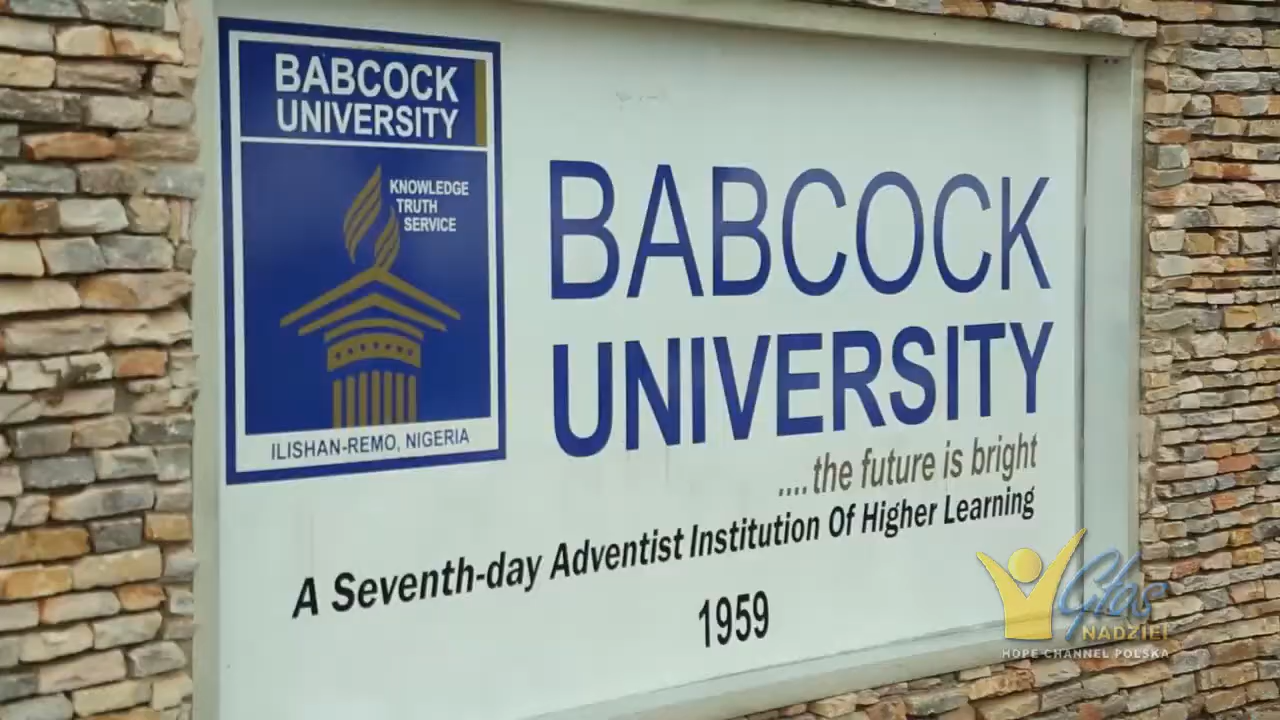 BABCOCK
UNIVERSITY
KNOWLEDGE
TRUTH
SERVICE
ILISHAN-REMO, NIGERIA
BABCOCK
UNIVERSITY
....the future is bright
A Seventh-day Adventist Institution Of Higher Learning
1959
Głos
NADZIEI
HOPE CHANNEL POLSKA